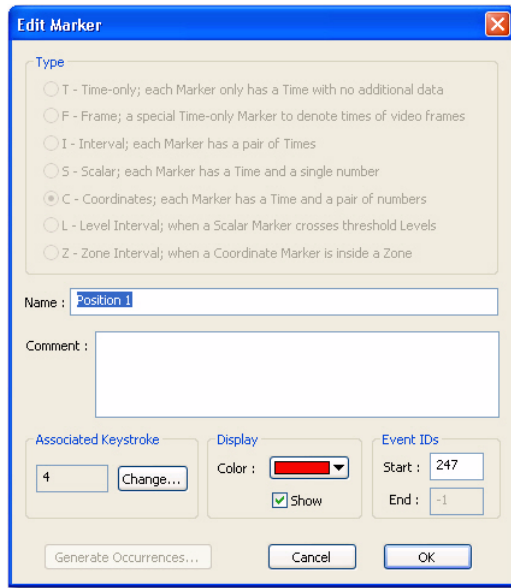 Edit Marker
Type
T - Time-only; each Marker only has a Time with no additional data
F - Frame; a special Time-only Marker to denote times of video frames
I - Interval; each Marker has a pair of Times
S - Scalar; each Marker has a Time and a single number
C - Coordinates; each Marker has a Time and a pair of numbers
L - Level Interval; when a Scalar Marker crosses threshold Levels
Z - Zone Interval; when a Coordinate Marker is inside a Zone
Name : Position 1
Comment :
Associated Keystroke
4 Change...
Display
Color :
Show
Event IDs
Start : 247
End : -1
Generate Occurrences... Cancel OK